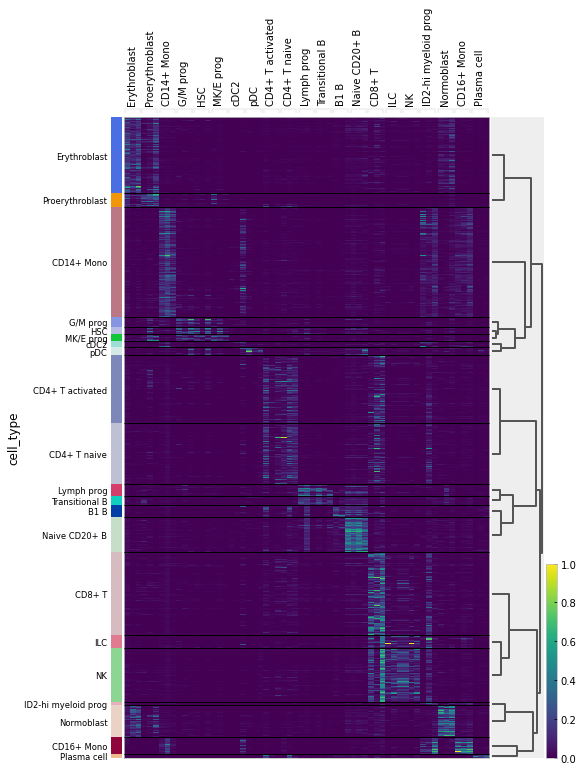 Erythroblast
Proerythroblast
CD14+ Mono
G/M prog
HSC
MK/E prog
cDC2
pDC
CD4+ T activated
CD4+ T naive
Lymph prog
Transitional B
B1 B
Naive CD20+ B
CD8+ T
ILC
NK
ID2-hi myeloid prog
Normoblast
CD16+ Mono
Plasma cell
cell_type
Erythroblast
Proerythroblast
CD14+ Mono
G/M prog
HSC
MK/E prog
cDC2
pDC
CD4+ T activated
CD4+ T naive
Lymph prog
Transitional B
B1 B
Naive CD20+ B
CD8+ T
ILC
NK
ID2-hi myeloid prog
Normoblast
CD16+ Mono
Plasma cell
1.0
0.8
0.6
0.4
0.2
0.0